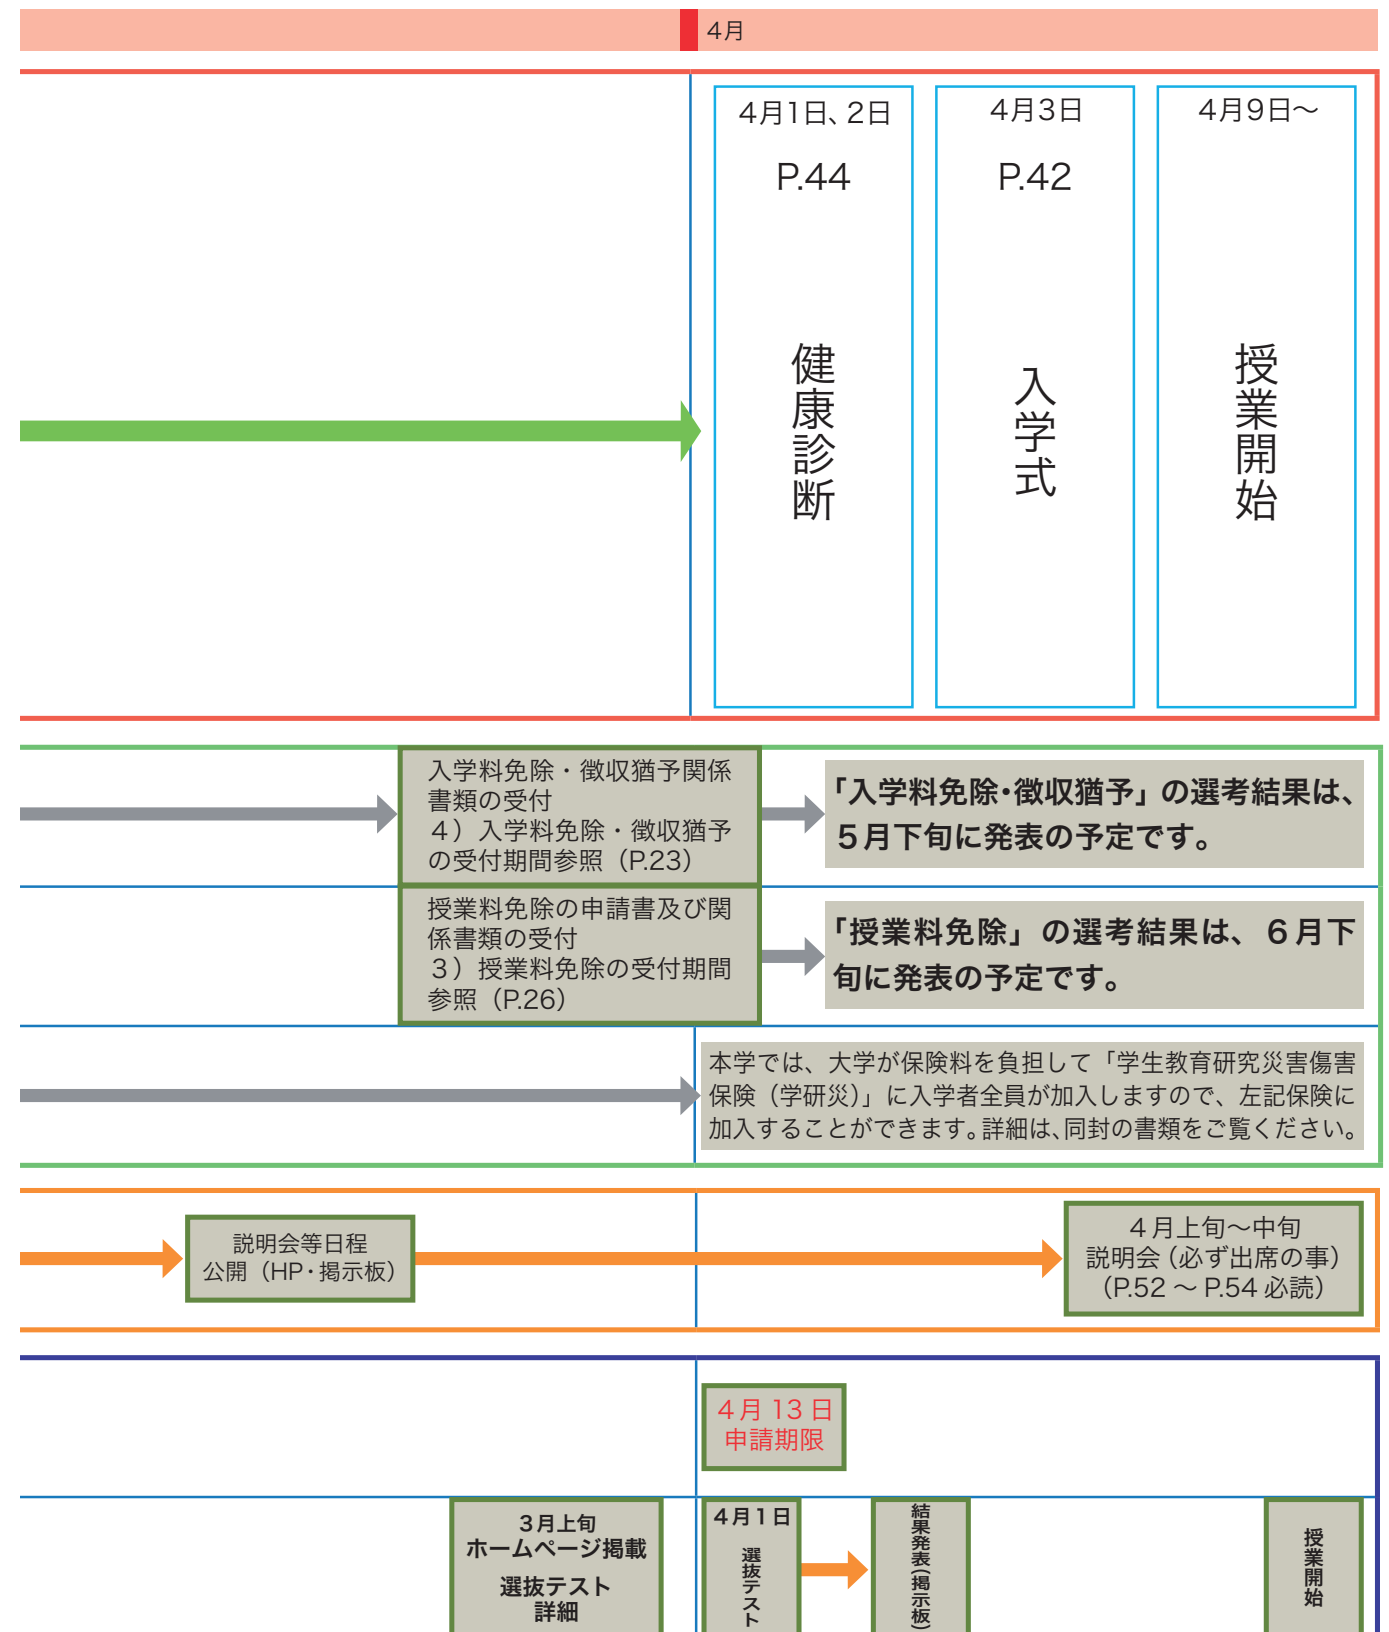 4月
4月1日、2日
P.44
健康診断
4月3日
P.42
入学式
4月9日～
授業開始
入学料免除・徴収猶予関係
書類の受付
４）入学料免除・徴収猶予
の受付期間参照（P.23）
「入学料免除・徴収猶予」の選考結果は、
５月下旬に発表の予定です。
授業料免除の申請書及び関
係書類の受付
３）授業料免除の受付期間
参照（P.26）
「授業料免除」の選考結果は、６月下
旬に発表の予定です。
本学では、大学が保険料を負担して「学生教育研究災害傷害
保険（学研災）」に入学者全員が加入しますので、左記保険に
加入することができます。詳細は、同封の書類をご覧ください。
説明会等日程
公開（HP・掲示板）
４月上旬～中旬
説明会（必ず出席の事）
（P.52 ～ P.54 必読）
４月 13 日
申請期限
３月上旬
ホームページ掲載
選抜テスト
詳細
４月１日
選抜テスト
結果発表（掲示板）
授業開始